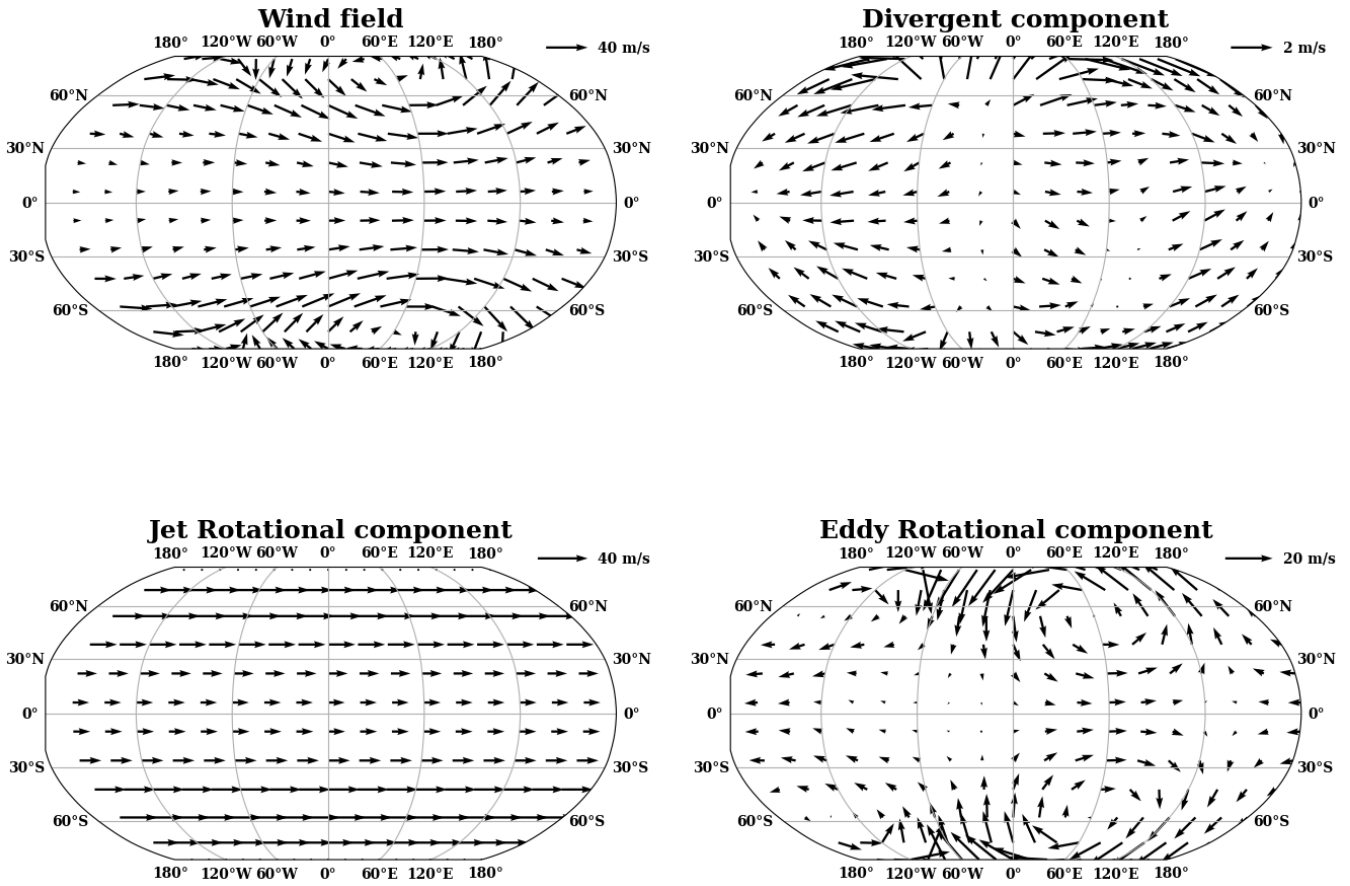 Wind field
180° 120°W 60°W 0° 60°E 120°E 180°
40 m/s
60°N 60°N
30°N 30°N
0° 0°
30°S 30°S
60°S 60°S
180° 120°W 60°W 0° 60°E 120°E 180°
Divergent component
180° 120°W 60°W 0° 60°E 120°E 180°
2 m/s
60°N 60°N
30°N 30°N
0° 0°
30°S 30°S
60°S 60°S
180° 120°W 60°W 0° 60°E 120°E 180°
Jet Rotational component
180° 120°W 60°W 0° 60°E 120°E 180°
40 m/s
60°N 60°N
30°N 30°N
0° 0°
30°S 30°S
60°S 60°S
180° 120°W 60°W 0° 60°E 120°E 180°
Eddy Rotational component
180° 120°W 60°W 0° 60°E 120°E 180°
20 m/s
60°N 60°N
30°N 30°N
0° 0°
30°S 30°S
60°S 60°S
180° 120°W 60°W 0° 60°E 120°E 180°